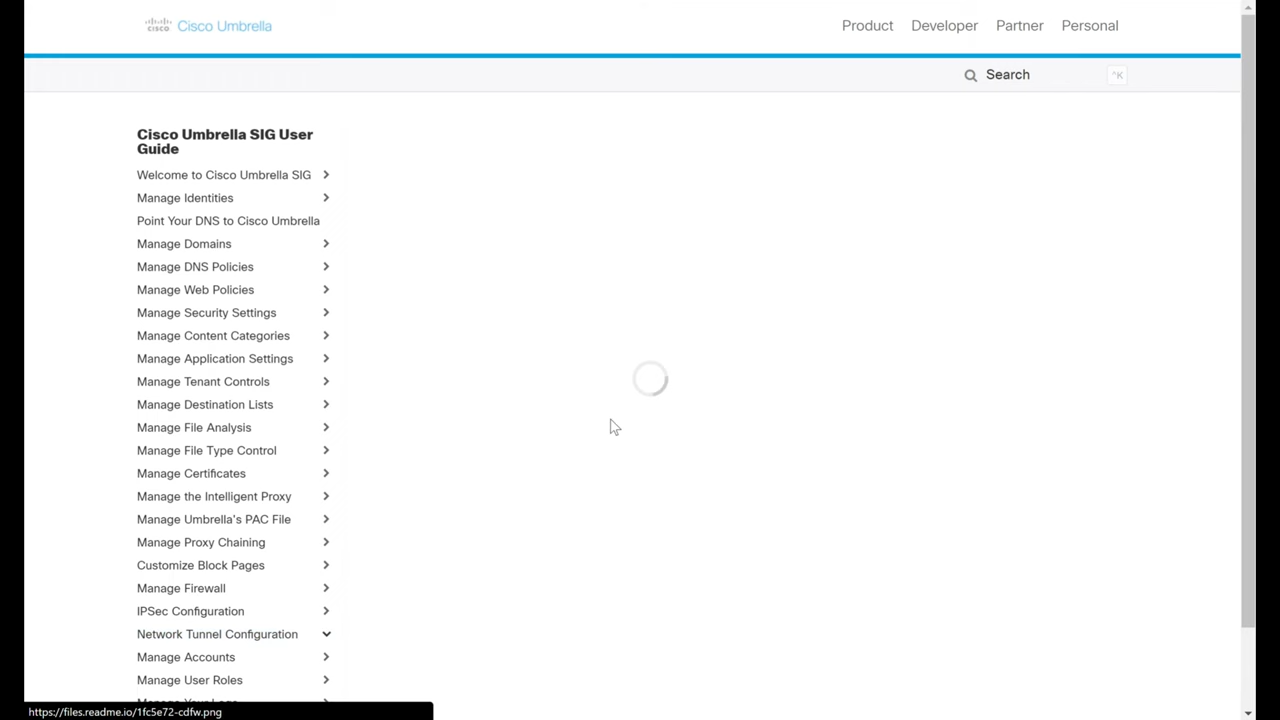 cisco Cisco Umbrella
Product Developer Partner Personal
Search ^K
Cisco Umbrella SIG User
Guide
Welcome to Cisco Umbrella SIG
Manage Identities
Point Your DNS to Cisco Umbrella
Manage Domains
Manage DNS Policies
Manage Web Policies
Manage Security Settings
Manage Content Categories
Manage Application Settings
Manage Tenant Controls
Manage Destination Lists
Manage File Analysis
Manage File Type Control
Manage Certificates
Manage the Intelligent Proxy
Manage Umbrella's PAC File
Manage Proxy Chaining
Customize Block Pages
Manage Firewall
IPSec Configuration
Network Tunnel Configuration
Manage Accounts
Manage User Roles
https://files.readme.io/1fc5e72-cdfw.png